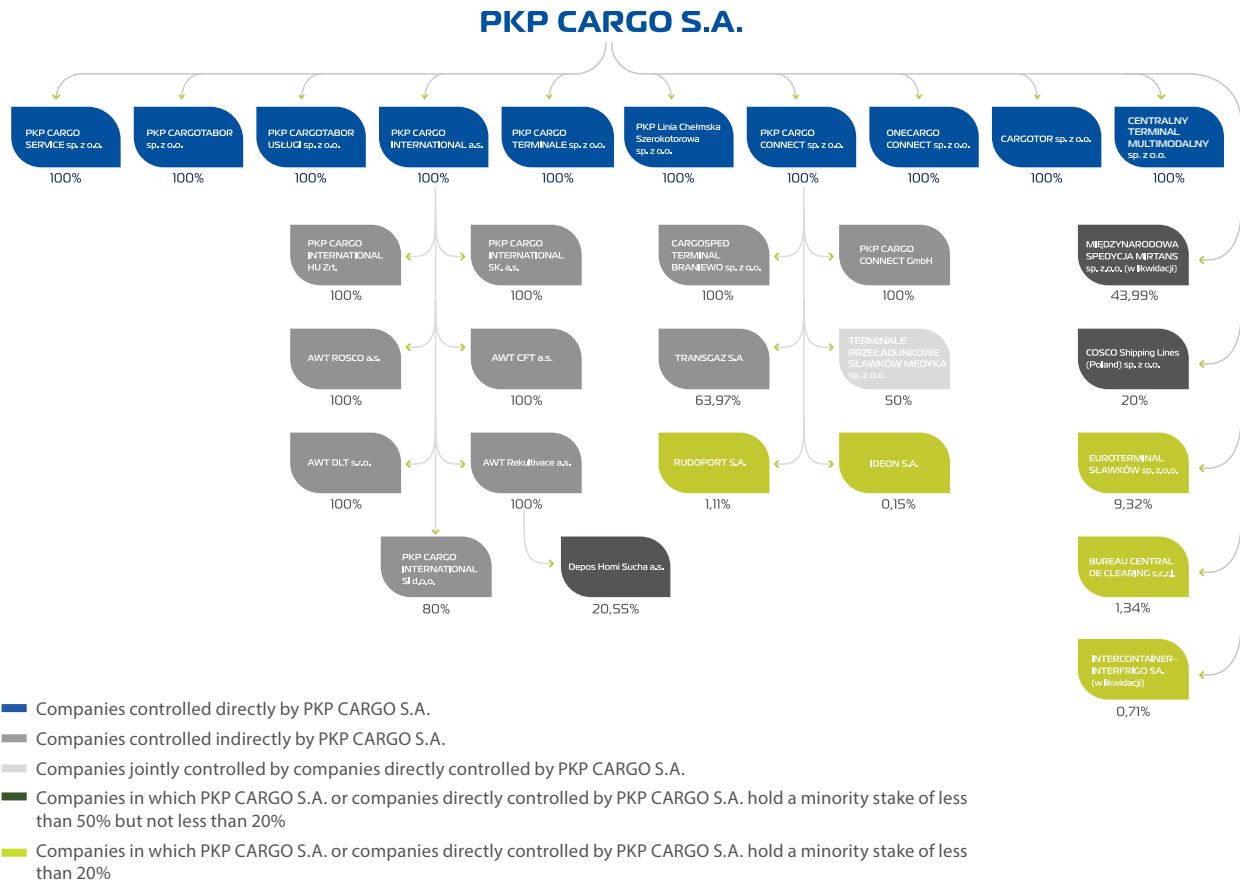 PKP CARGO S.A.
PKP CARGO
SERVICE sp. z o.o.
100%
PKP CARGOTABOR
sp. z o.o.
100%
PKP CARGOTABOR
USŁUGI sp. z o.o.
100%
PKP CARGO
INTERNATIONAL a.s.
100%
PKP CARGO
TERMINALE sp. z o.o.
100%
PKP Linia Chełmska
Szerokotorowa
sp. z o.o.
100%
PKP CARGO
CONNECT sp. z o.o.
100%
ONECARGO
CONNECT sp. z o.o.
100%
CARGOTOR sp. z o.o.
100%
CENTRALNY
TERMINAL
MULTIMODALNY
sp. z o.o.
100%
PKP CARGO
INTERNATIONAL
HU Zrt.
100%
PKP CARGO
INTERNATIONAL
SK. a.s.
100%
CARGOSPED
TERMINAL
BRANIEWO sp. z o.o.
100%
PKP CARGO
CONNECT GmbH
100%
MIĘDZYNARODOWA
SPEDYCJA MIRTANS
sp. z.o.o. (w likwidacji)
43,99%
AWT ROSCO a.s.
100%
AWT CFT a.s.
100%
TRANSGAZ S.A
63,97%
TERMINALE
PRZEŁADUNKOWE
SŁAWKÓW MEDYKA
sp. z o.o.
50%
COSCO Shipping Lines
(Poland) sp. z o.o.
20%
AWT DLT s.r.o.
100%
AWT Rekultivace a.s.
100%
RUDOPORT S.A.
1,11%
IDEON S.A.
0,15%
EUROTERMINAL
SŁAWKÓW sp. z.o.o.
9,32%
PKP CARGO
INTERNATIONAL
SI d.o.o.
80%
Depos Horni Sucha a.s.
20,55%
BUREAU CENTRAL
DE CLEARING s.c.r.l.
1,34%
INTERCONTAINER–
INTERFRIGO SA.
(w likwidacji)
0,71%
Companies controlled directly by PKP CARGO S.A.
Companies controlled indirectly by PKP CARGO S.A.
Companies jointly controlled by companies directly controlled by PKP CARGO S.A.
Companies in which PKP CARGO S.A. or companies directly controlled by PKP CARGO S.A. hold a minority stake of less
than 50% but not less than 20%
Companies in which PKP CARGO S.A. or companies directly controlled by PKP CARGO S.A. hold a minority stake of less
than 20%